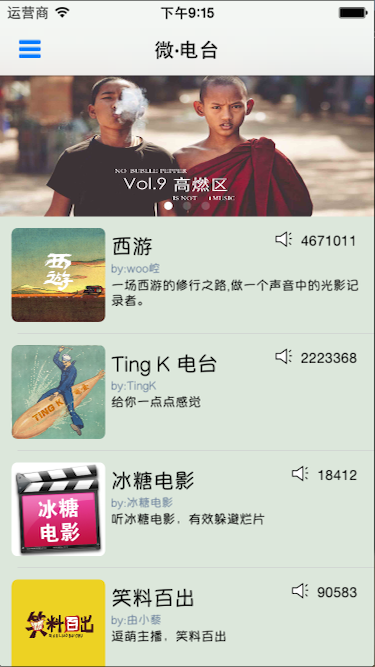 运营商
下午9:15
微·电台
NO BUBBLE PEPPER
Vol.9 高燃区
IS NOT A MUSIC
西游
西游
4671011
by:woo崆
一场西游的修行之路,做一个声音中的光影记
录者。
TING K
Ting K 电台
2223368
by:TingK
给你一点点感觉
冰糖
电影
冰糖电影
18412
by:冰糖电影
听冰糖电影，有效躲避烂片
笑料百出
笑料百出
90583
by:由小藜
逗萌主播，笑料百出